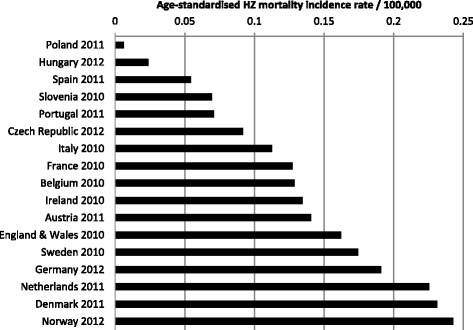 Age-standardised HZ mortality incidence rate / 100,000
0 0.05 0.1 0.15 0.2 0.25
Poland 2011
Hungary 2012
Spain 2011
Slovenia 2010
Portugal 2011
Czech Republic 2012
Italy 2010
France 2010
Belgium 2010
Ireland 2010
Austria 2011
England & Wales 2010
Sweden 2010
Germany 2012
Netherlands 2011
Denmark 2011
Norway 2012